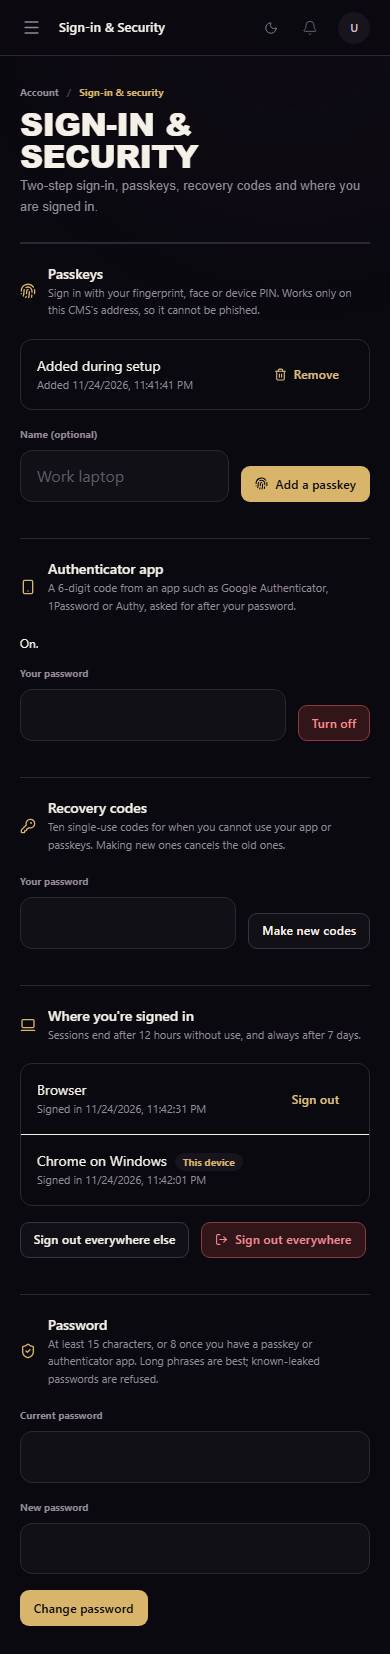 Sign-in & Security
U
Account / Sign-in & security
SIGN-IN &
SECURITY
Two-step sign-in, passkeys, recovery codes and where you
are signed in.
Passkeys
Sign in with your fingerprint, face or device PIN. Works only on
this CMS's address, so it cannot be phished.
Added during setup
Added 11/24/2026, 11:41:41 PM
Remove
Name (optional)
Work laptop
Add a passkey
Authenticator app
A 6-digit code from an app such as Google Authenticator,
1Password or Authy, asked for after your password.
On.
Your password
Turn off
Recovery codes
Ten single-use codes for when you cannot use your app or
passkeys. Making new ones cancels the old ones.
Your password
Make new codes
Where you're signed in
Sessions end after 12 hours without use, and always after 7 days.
Browser
Signed in 11/24/2026, 11:42:31 PM
Sign out
Chrome on Windows This device
Signed in 11/24/2026, 11:42:01 PM
Sign out everywhere else
Sign out everywhere
Password
At least 15 characters, or 8 once you have a passkey or
authenticator app. Long phrases are best; known-leaked
passwords are refused.
Current password
New password
Change password